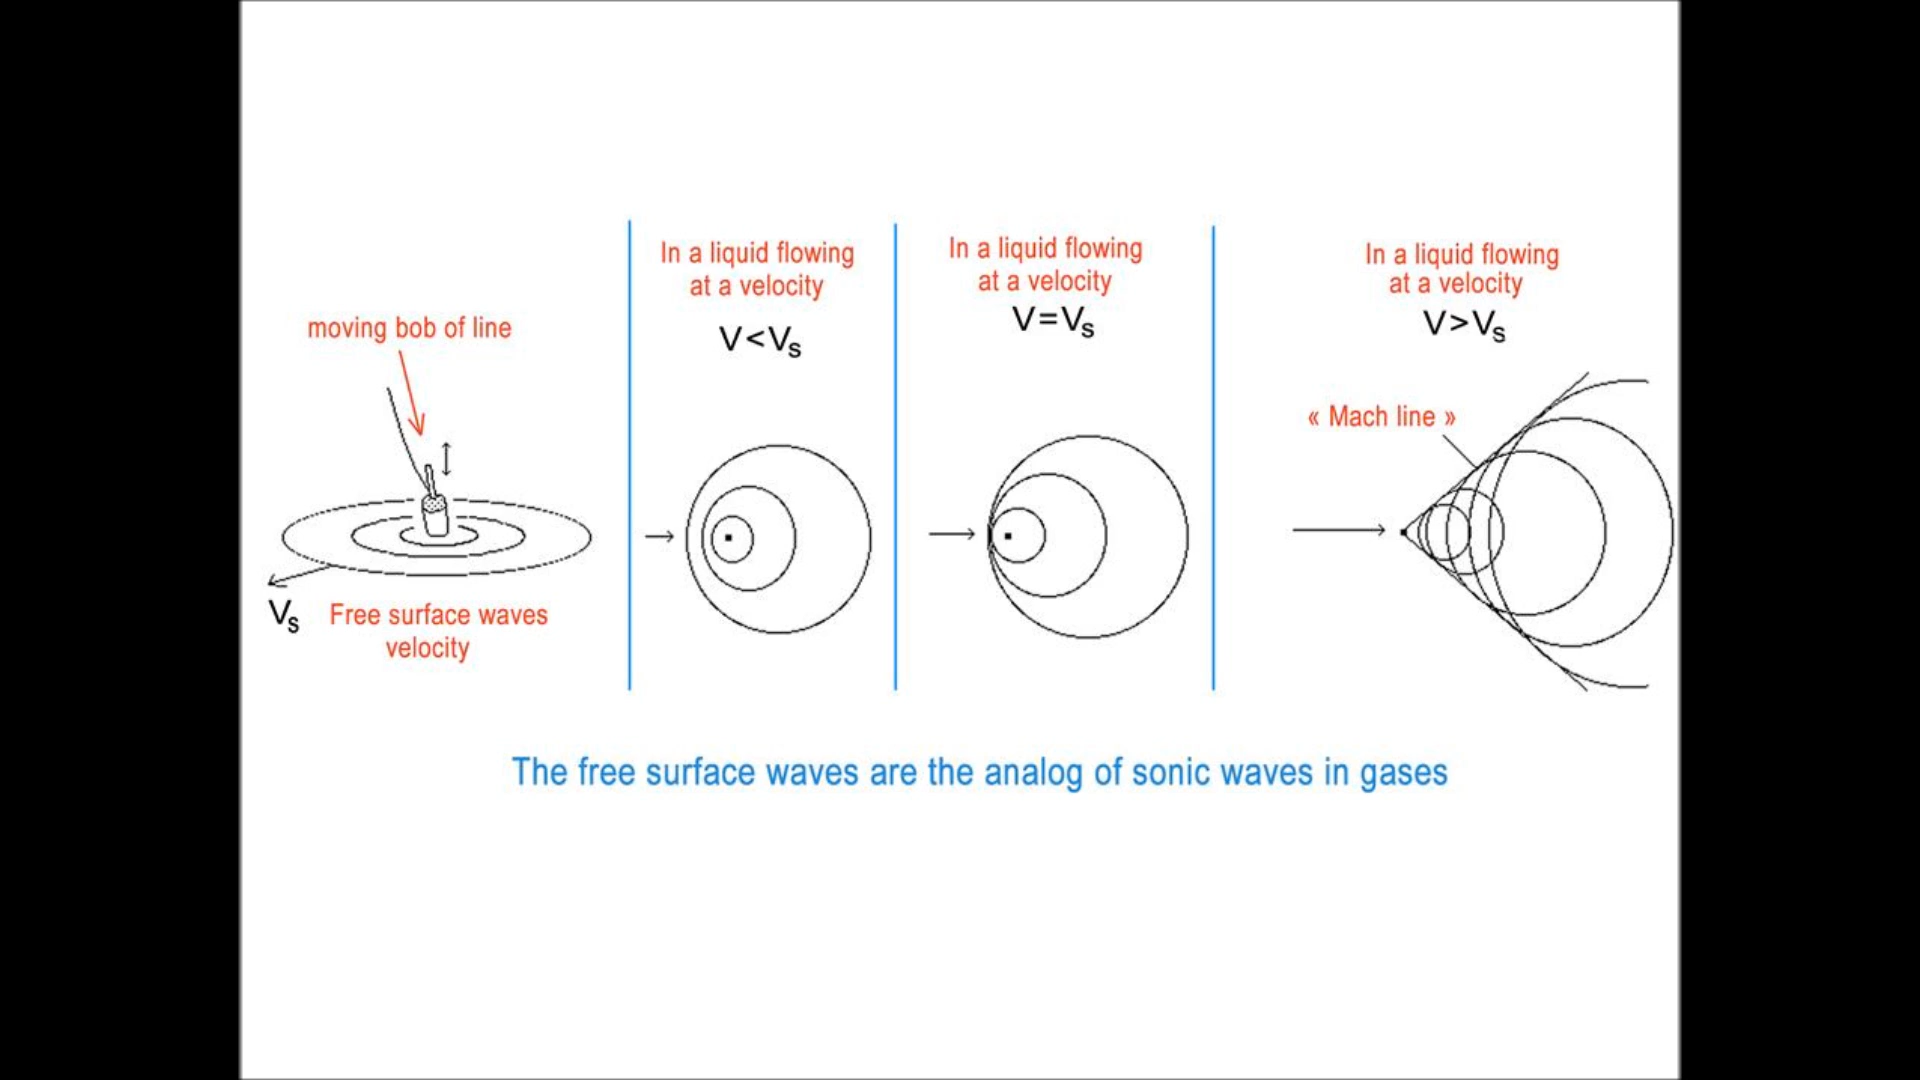 moving bob of line
Vs
Free surface waves
velocity
In a liquid flowing
at a velocity
V<Vs
In a liquid flowing
at a velocity
V=Vs
In a liquid flowing
at a velocity
V>Vs
« Mach line »
The free surface waves are the analog of sonic waves in gases